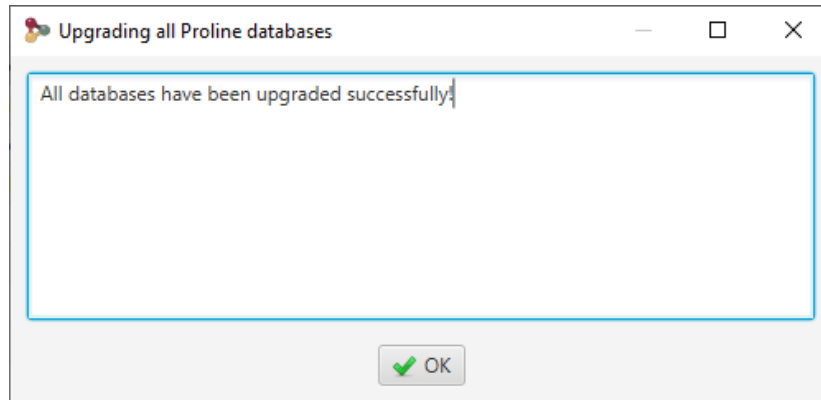 Upgrading all Proline databases
All databases have been upgraded successfully!
OK